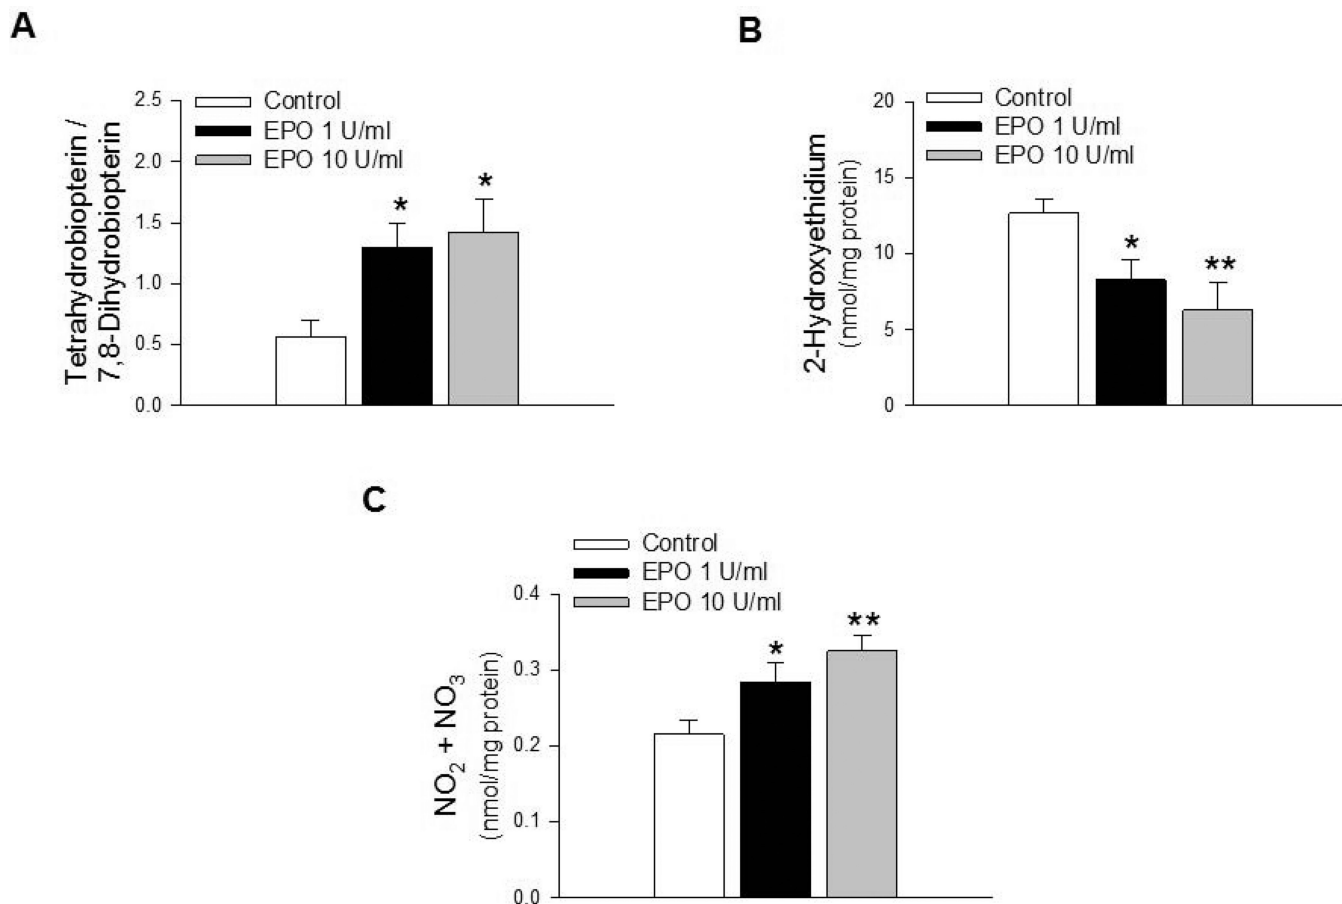 A
Tetrahydrobiopterin /
7,8-Dihydrobiopterin
2.5
2.0
1.5
1.0
0.5
0.0
Control
EPO 1 U/ml
EPO 10 U/ml
*
*
B
2-Hydroxyethidium
(nmol/mg protein)
20
15
10
5
0
Control
EPO 1 U/ml
EPO 10 U/ml
*
**
C
NO₂ + NO₃
(nmol/mg protein)
0.4
0.3
0.2
0.1
0.0
Control
EPO 1 U/ml
EPO 10 U/ml
*
**